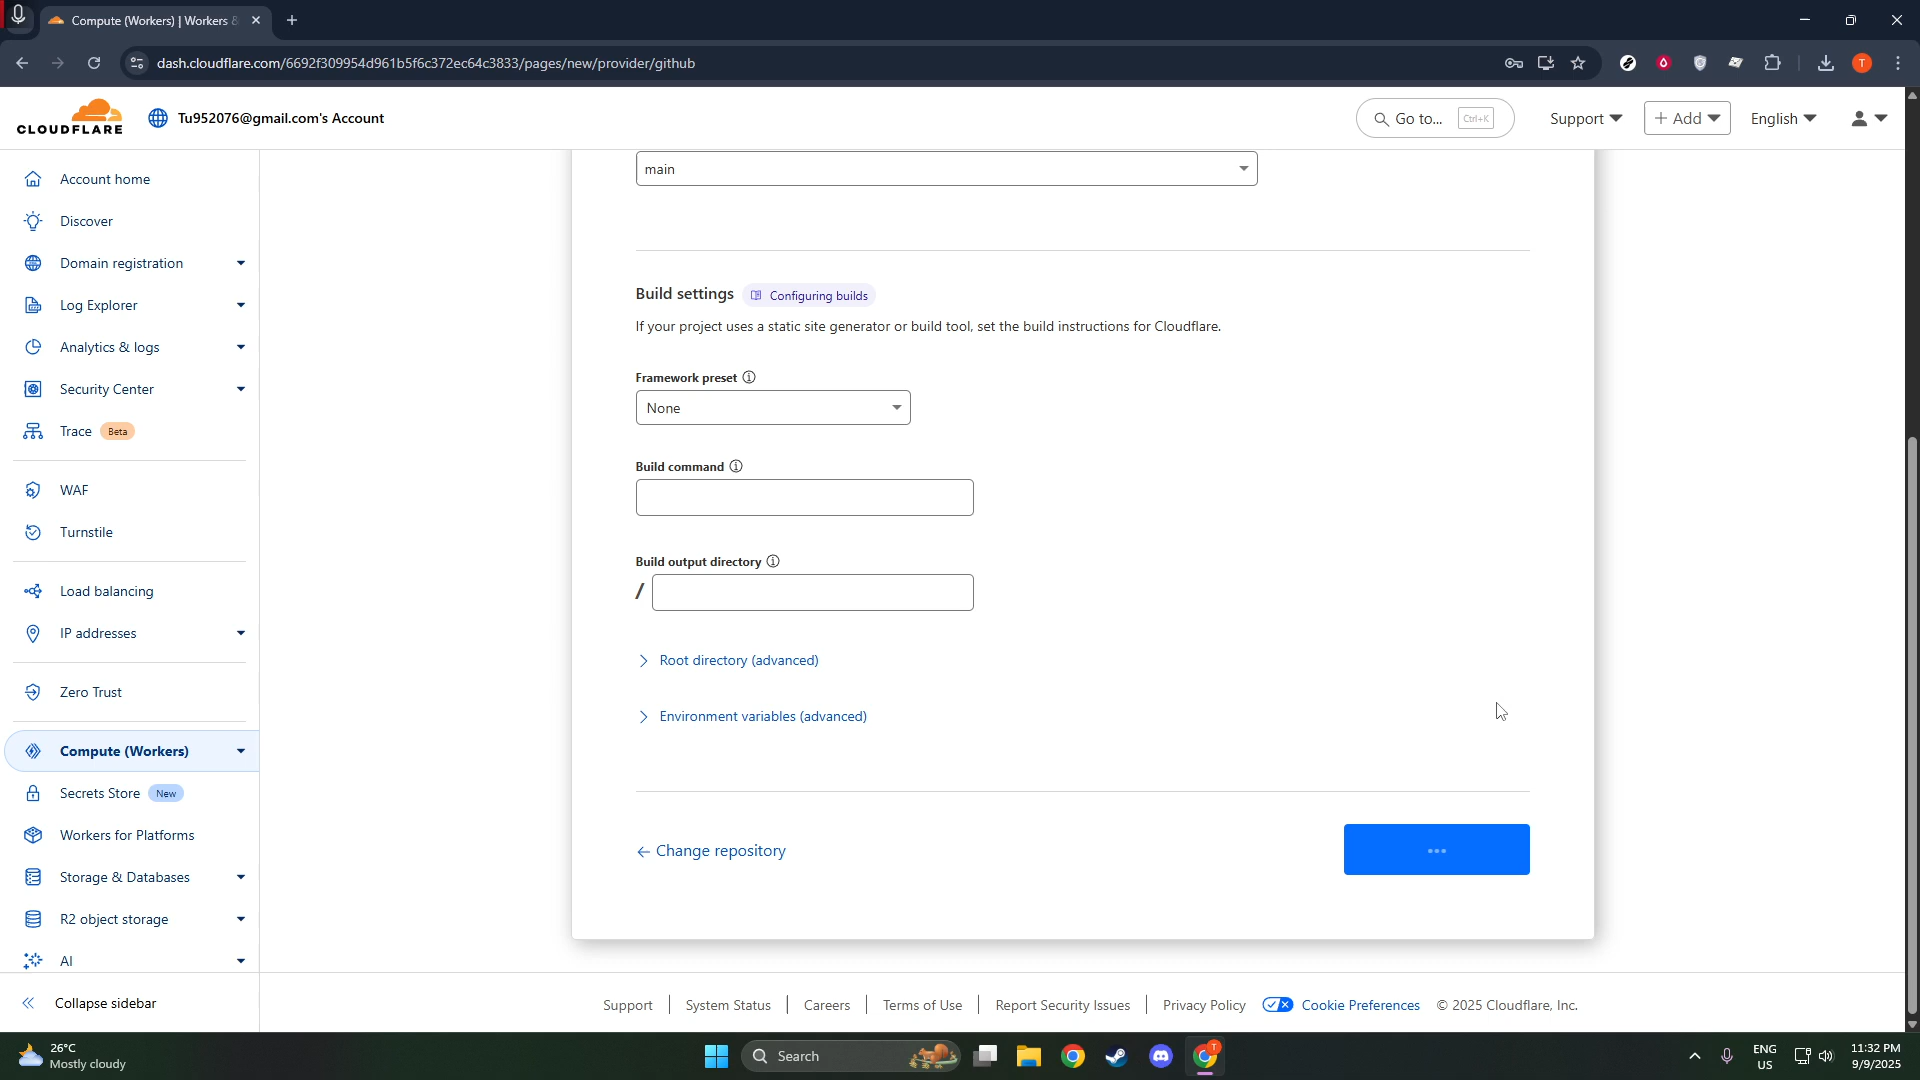 Compute (Workers) | Workers &
dash.cloudflare.com/6692f309954d961b5f6c372ec64c3833/pages/new/provider/github
T
CLOUDFLARE
Tu952076@gmail.com's Account
Go to...
Ctrl+K
Support
+ Add
English
Account home
Discover
Domain registration
Log Explorer
Analytics & logs
Security Center
Trace
Beta
WAF
Turnstile
Load balancing
IP addresses
Zero Trust
Compute (Workers)
Secrets Store
New
Workers for Platforms
Storage & Databases
R2 object storage
AI
Collapse sidebar
main
Build settings
Configuring builds
If your project uses a static site generator or build tool, set the build instructions for Cloudflare.
Framework preset
None
Build command
Build output directory
/
Root directory (advanced)
Environment variables (advanced)
← Change repository
•••
Support
System Status
Careers
Terms of Use
Report Security Issues
Privacy Policy
Cookie Preferences
© 2025 Cloudflare, Inc.
26°C
Mostly cloudy
Search
T
ENG
US
11:32 PM
9/9/2025